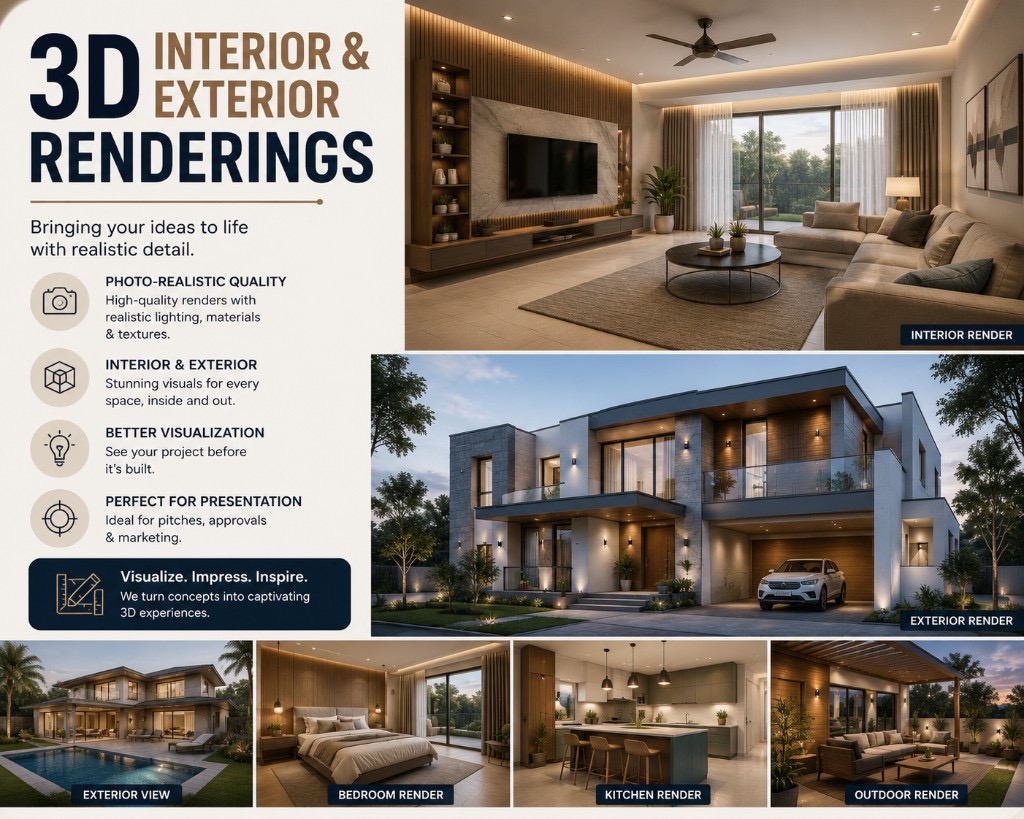 3D INTERIOR &
EXTERIOR
RENDERINGS
Bringing your ideas to life
with realistic detail.
PHOTO-REALISTIC QUALITY
High-quality renders with
realistic lighting, materials
& textures.
INTERIOR & EXTERIOR
Stunning visuals for every
space, inside and out.
BETTER VISUALIZATION
See your project before
it's built.
PERFECT FOR PRESENTATION
Ideal for pitches, approvals
& marketing.
Visualize. Impress. Inspire.
We turn concepts into captivating
3D experiences.
INTERIOR RENDER
EXTERIOR RENDER
EXTERIOR VIEW
BEDROOM RENDER
KITCHEN RENDER
OUTDOOR RENDER